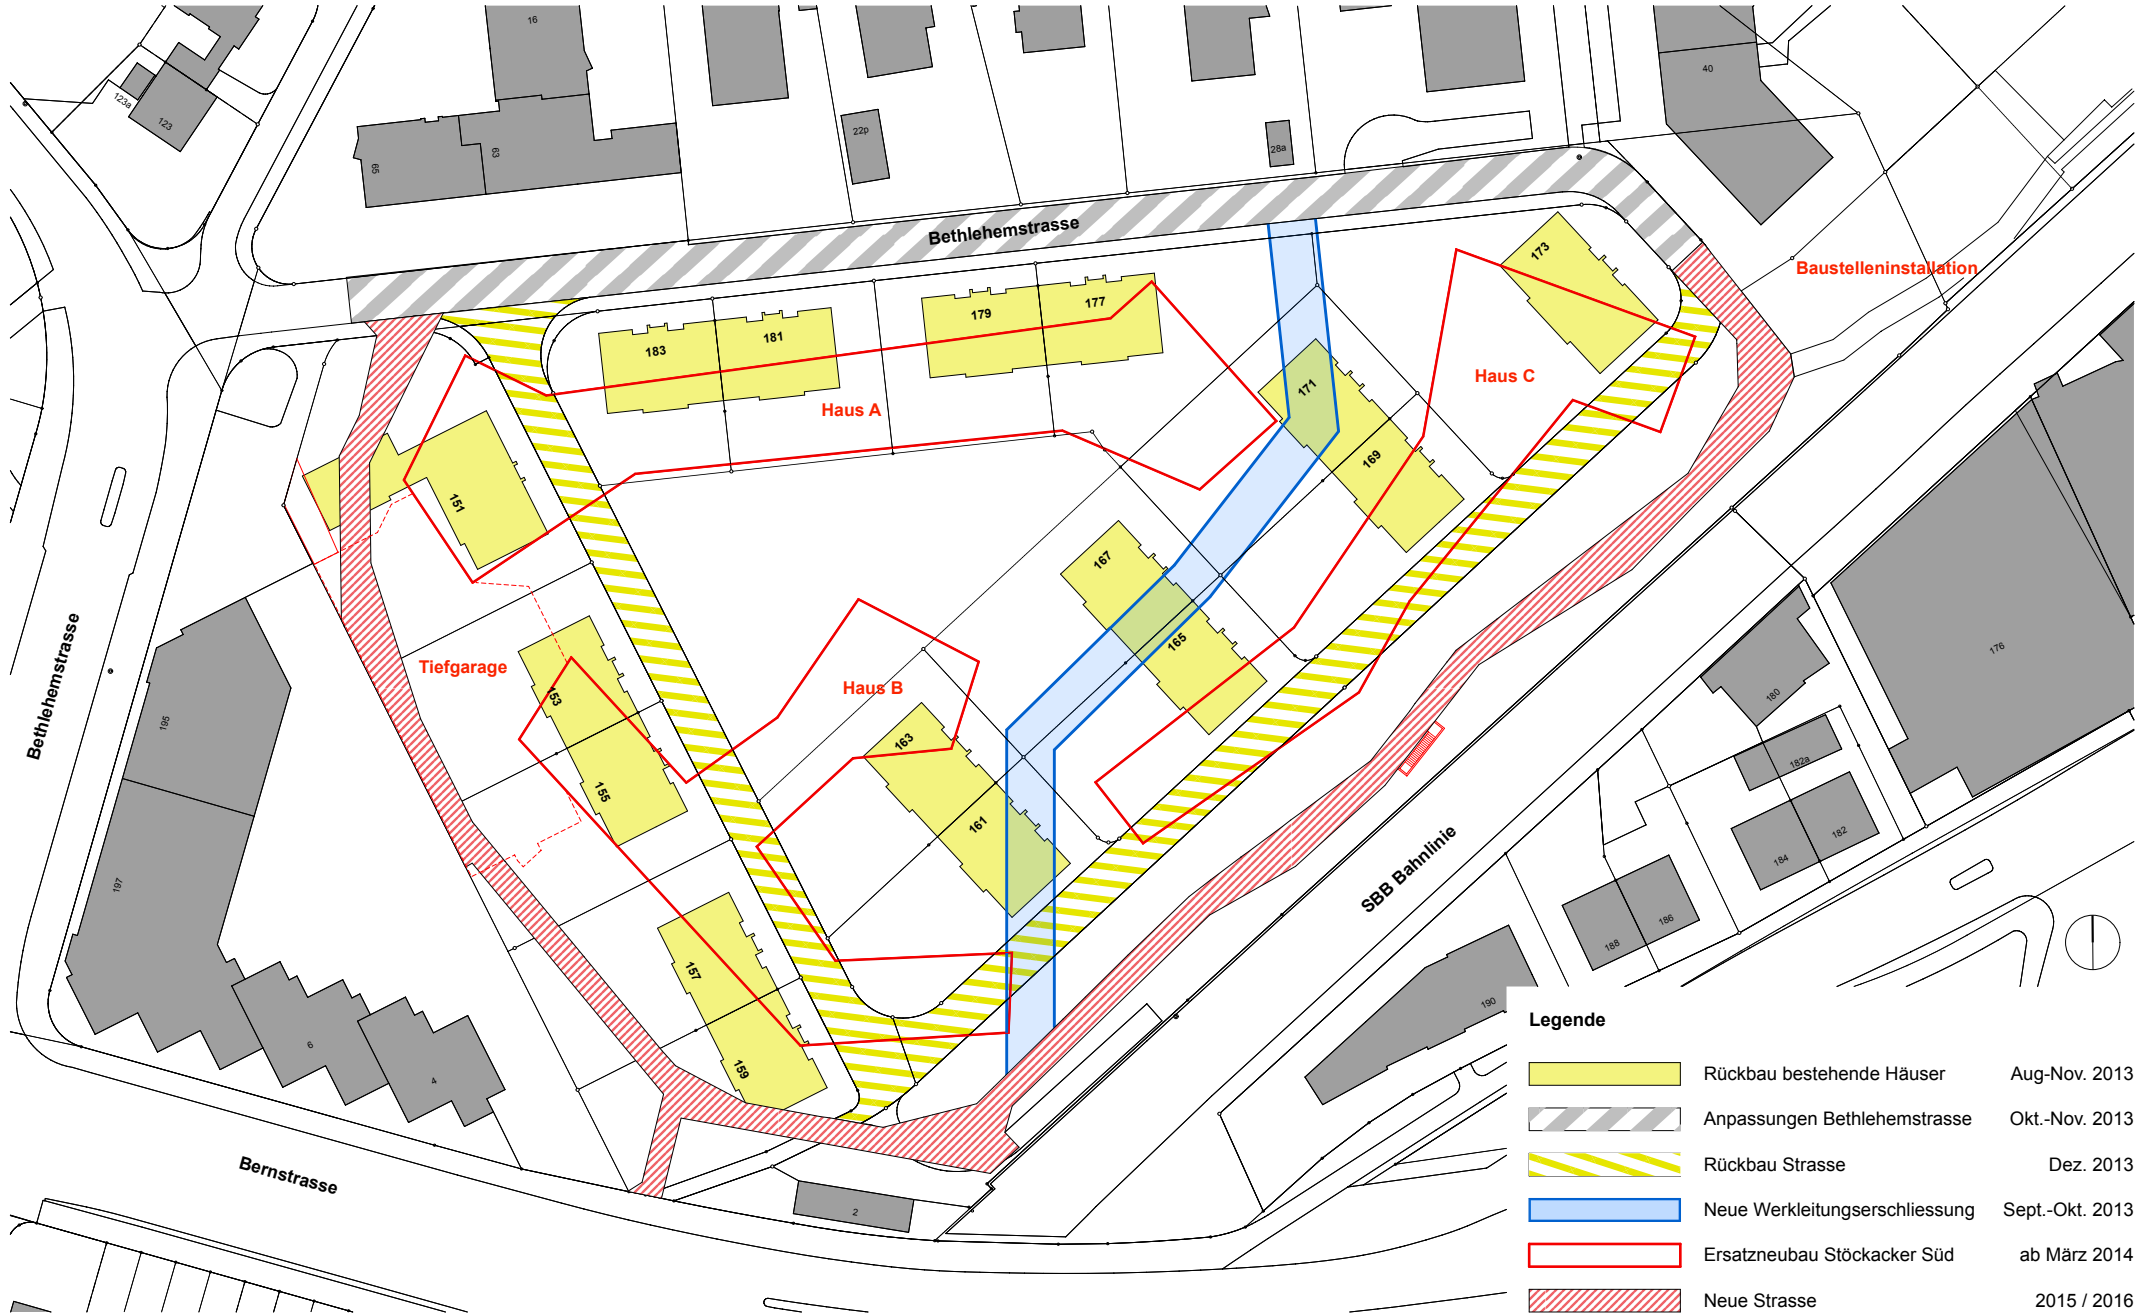 16
40
123a
123
65
63
22p
28a
Bethlehemstrasse
173
Baustelleninstallation
183
181
179
177
171
Haus C
Haus A
169
151
167
165
Bethlehemstrasse
Tiefgarage
153
Haus B
163
155
161
195
197
176
180
182a
182
184
186
188
190
SBB Bahnlinie
157
159
6
4
2
Bernstrasse
Legende
Rückbau bestehende Häuser Aug-Nov. 2013
Anpassungen Bethlehemstrasse Okt.-Nov. 2013
Rückbau Strasse Dez. 2013
Neue Werkleitungserschliessung Sept.-Okt. 2013
Ersatzneubau Stöckacker Süd ab März 2014
Neue Strasse 2015 / 2016